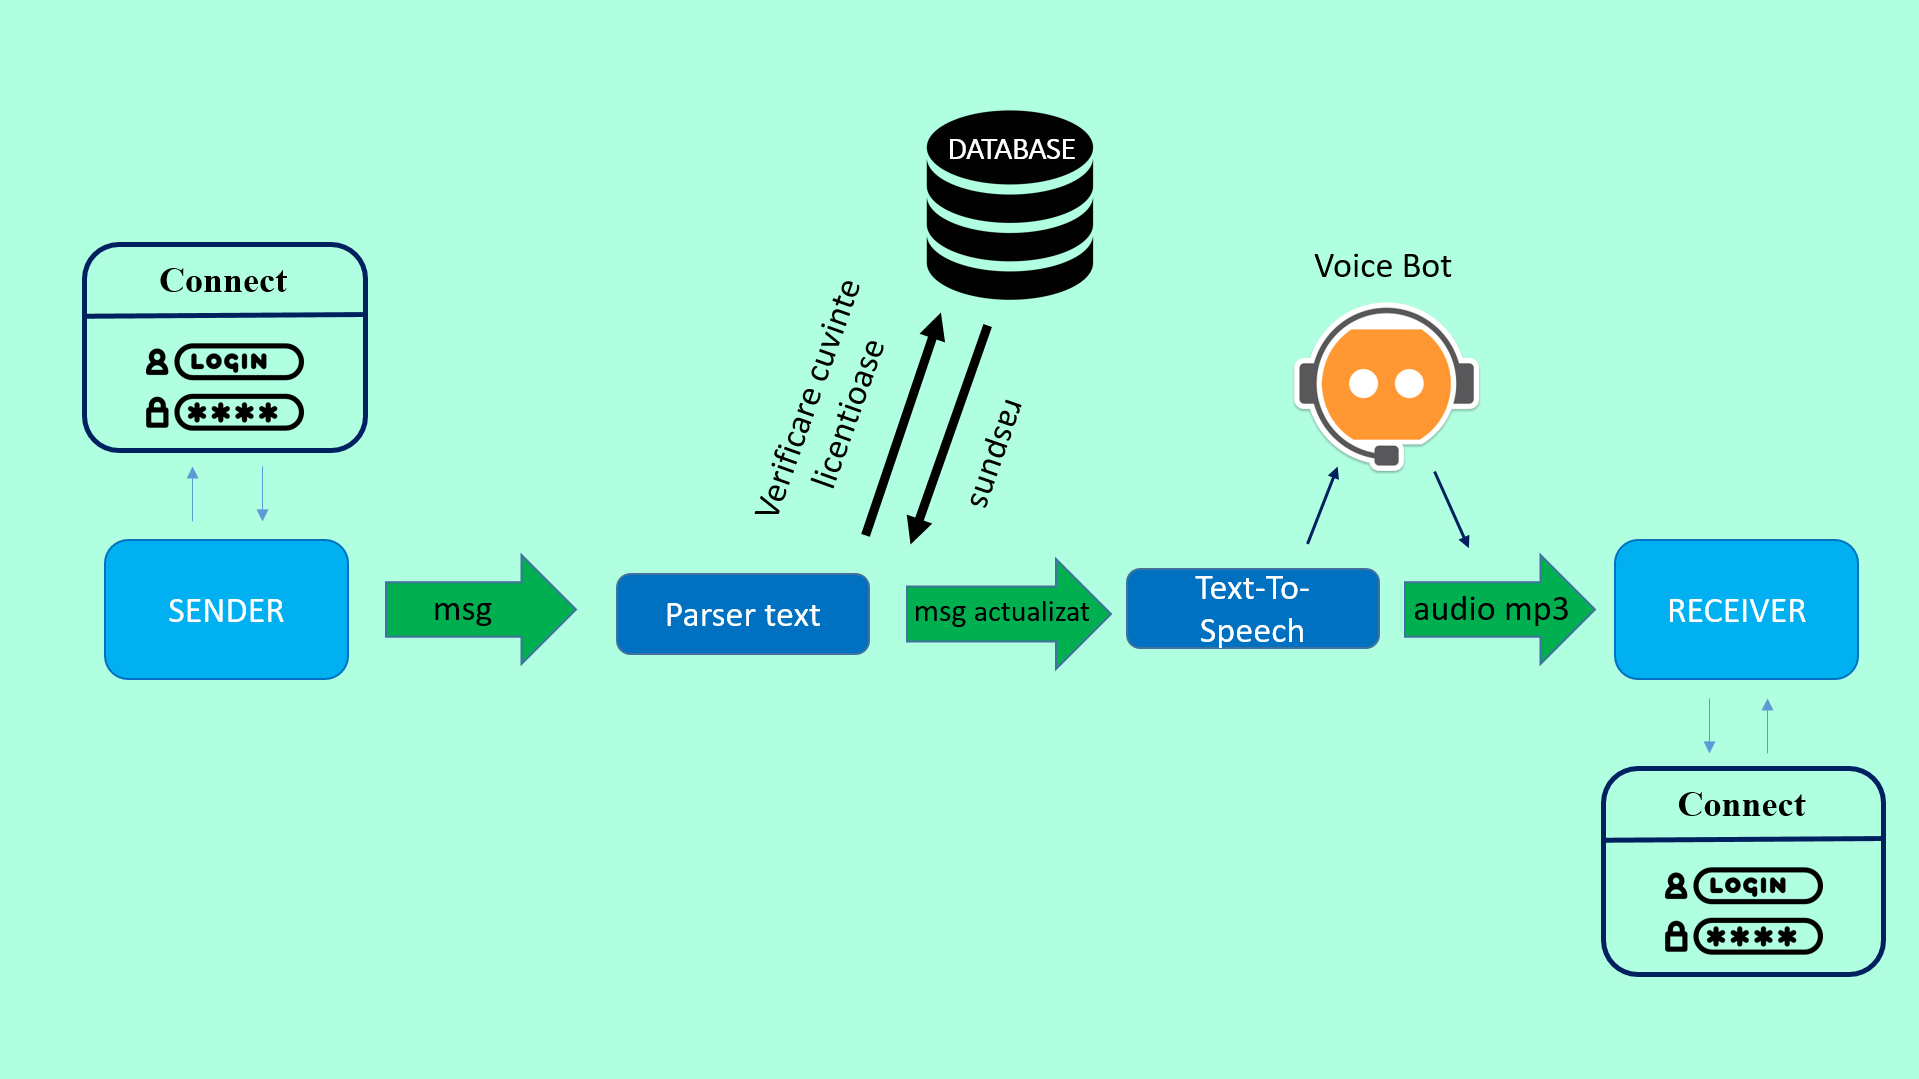 DATABASE
Connect
LOGIN
****
Verificare cuvinte
licentioase
raspuns
Voice Bot
SENDER
msg
Parser text
msg actualizat
Text-To-
Speech
audio mp3
RECEIVER
Connect
LOGIN
****